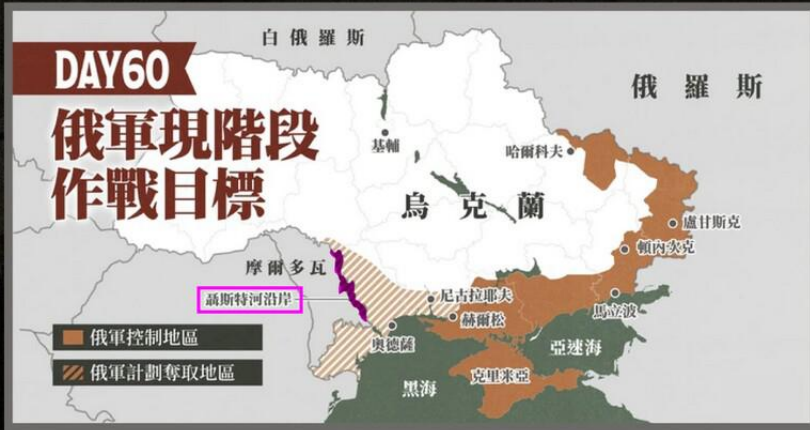 DAY60
俄軍現階段
作戰目標
白俄羅斯
俄羅斯
基輔
哈爾科夫
烏克蘭
盧甘斯克
頓內次克
摩爾多瓦
聶斯特河沿岸
尼古拉耶夫
赫爾松
馬立波
奧德薩
亞速海
克里米亞
黑海
俄軍控制地區
俄軍計劃奪取地區